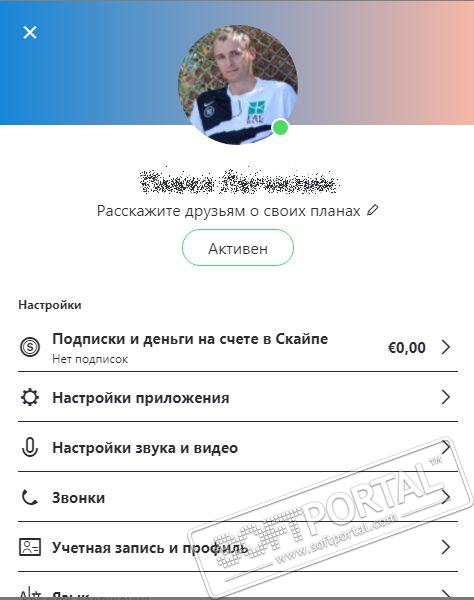 Расскажите друзьям о своих планах
Активен
Настройки
Подписки и деньги на счете в Скайпе
€0,00
Нет подписок
Настройки приложения
Настройки звука и видео
Звонки
Учетная запись и профиль
SOFTPORTAL™
www.softportal.com
Язык